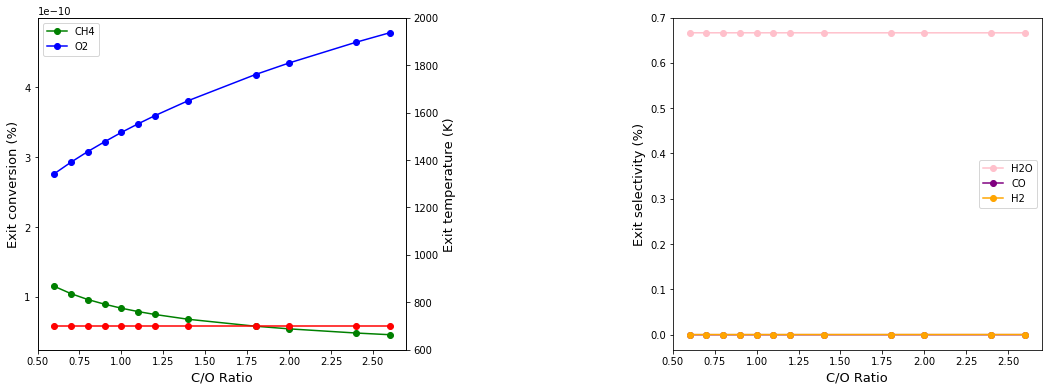 1e−10
CH4
O2
4
3
2
1
Exit conversion (%)
2000
1800
1600
1400
1200
1000
800
600
Exit temperature (K)
0.50 0.75 1.00 1.25 1.50 1.75 2.00 2.25 2.50
C/O Ratio
0.7
0.6
0.5
0.4
0.3
0.2
0.1
0.0
Exit selectivity (%)
H2O
CO
H2
0.50 0.75 1.00 1.25 1.50 1.75 2.00 2.25 2.50
C/O Ratio